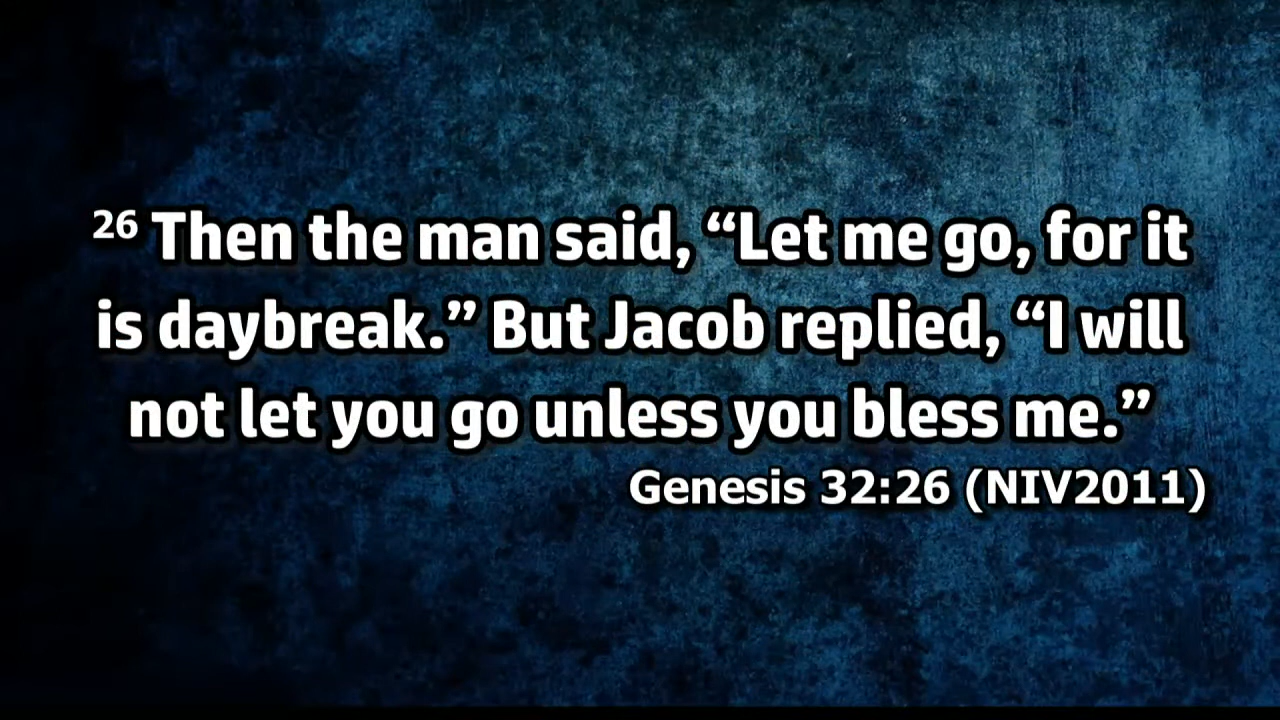 26 Then the man said, “Let me go, for it
is daybreak.” But Jacob replied, “I will
not let you go unless you bless me.”
Genesis 32:26 (NIV2011)